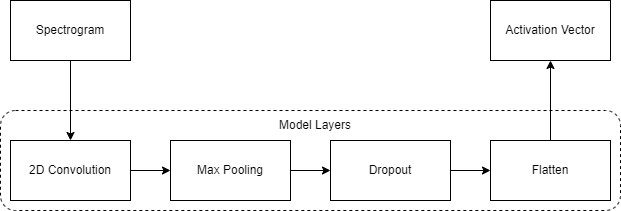 Spectrogram
Activation Vector
Model Layers
2D Convolution
Max Pooling
Dropout
Flatten